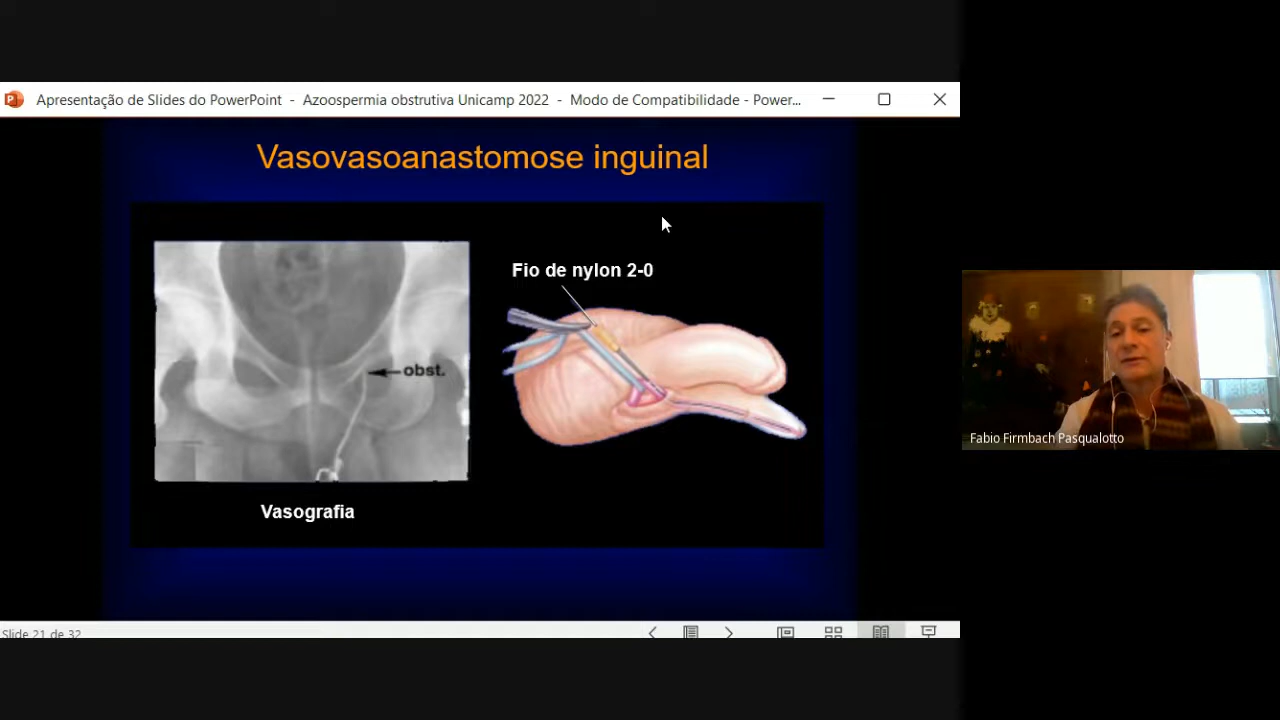 Apresentação de Slides do PowerPoint - Azoospermia obstrutiva Unicamp 2022 - Modo de Compatibilidade - Power...
Vasovasoanastomose inguinal
Fio de nylon 2-0
obst.
Vasografia
Fabio Firmbach Pasqualotto
Slide 21 de 32